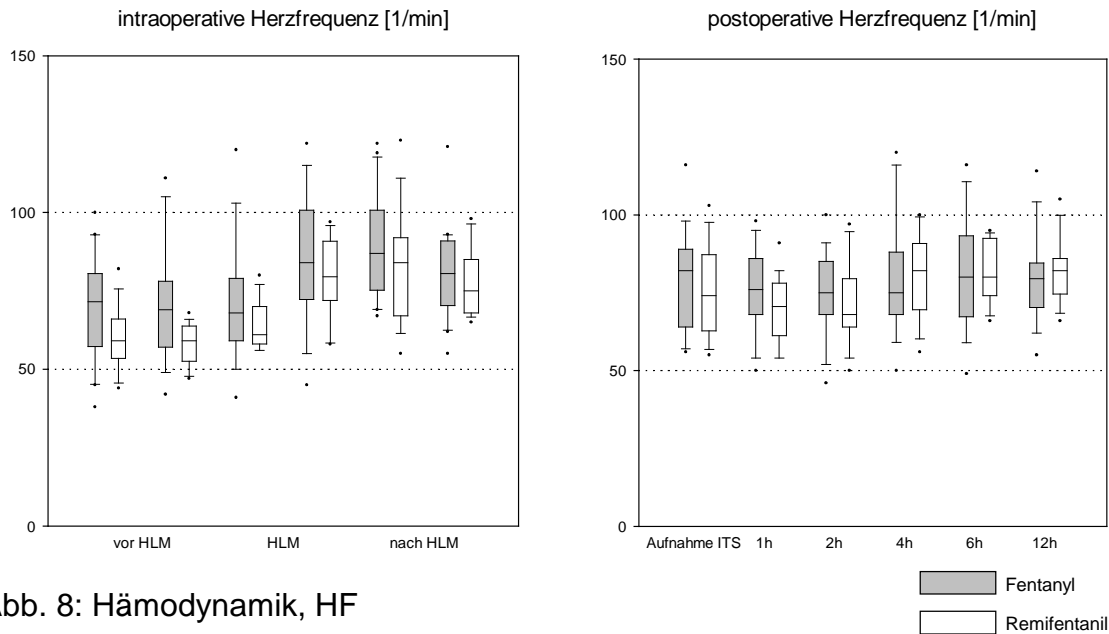 intraoperative Herzfrequenz [1/min]
150
100
50
0
vor HLM HLM nach HLM
postoperative Herzfrequenz [1/min]
150
100
50
0
Aufnahme ITS 1h 2h 4h 6h 12h
Fentanyl
Remifentanil
bb. 8: Hämodynamik, HF